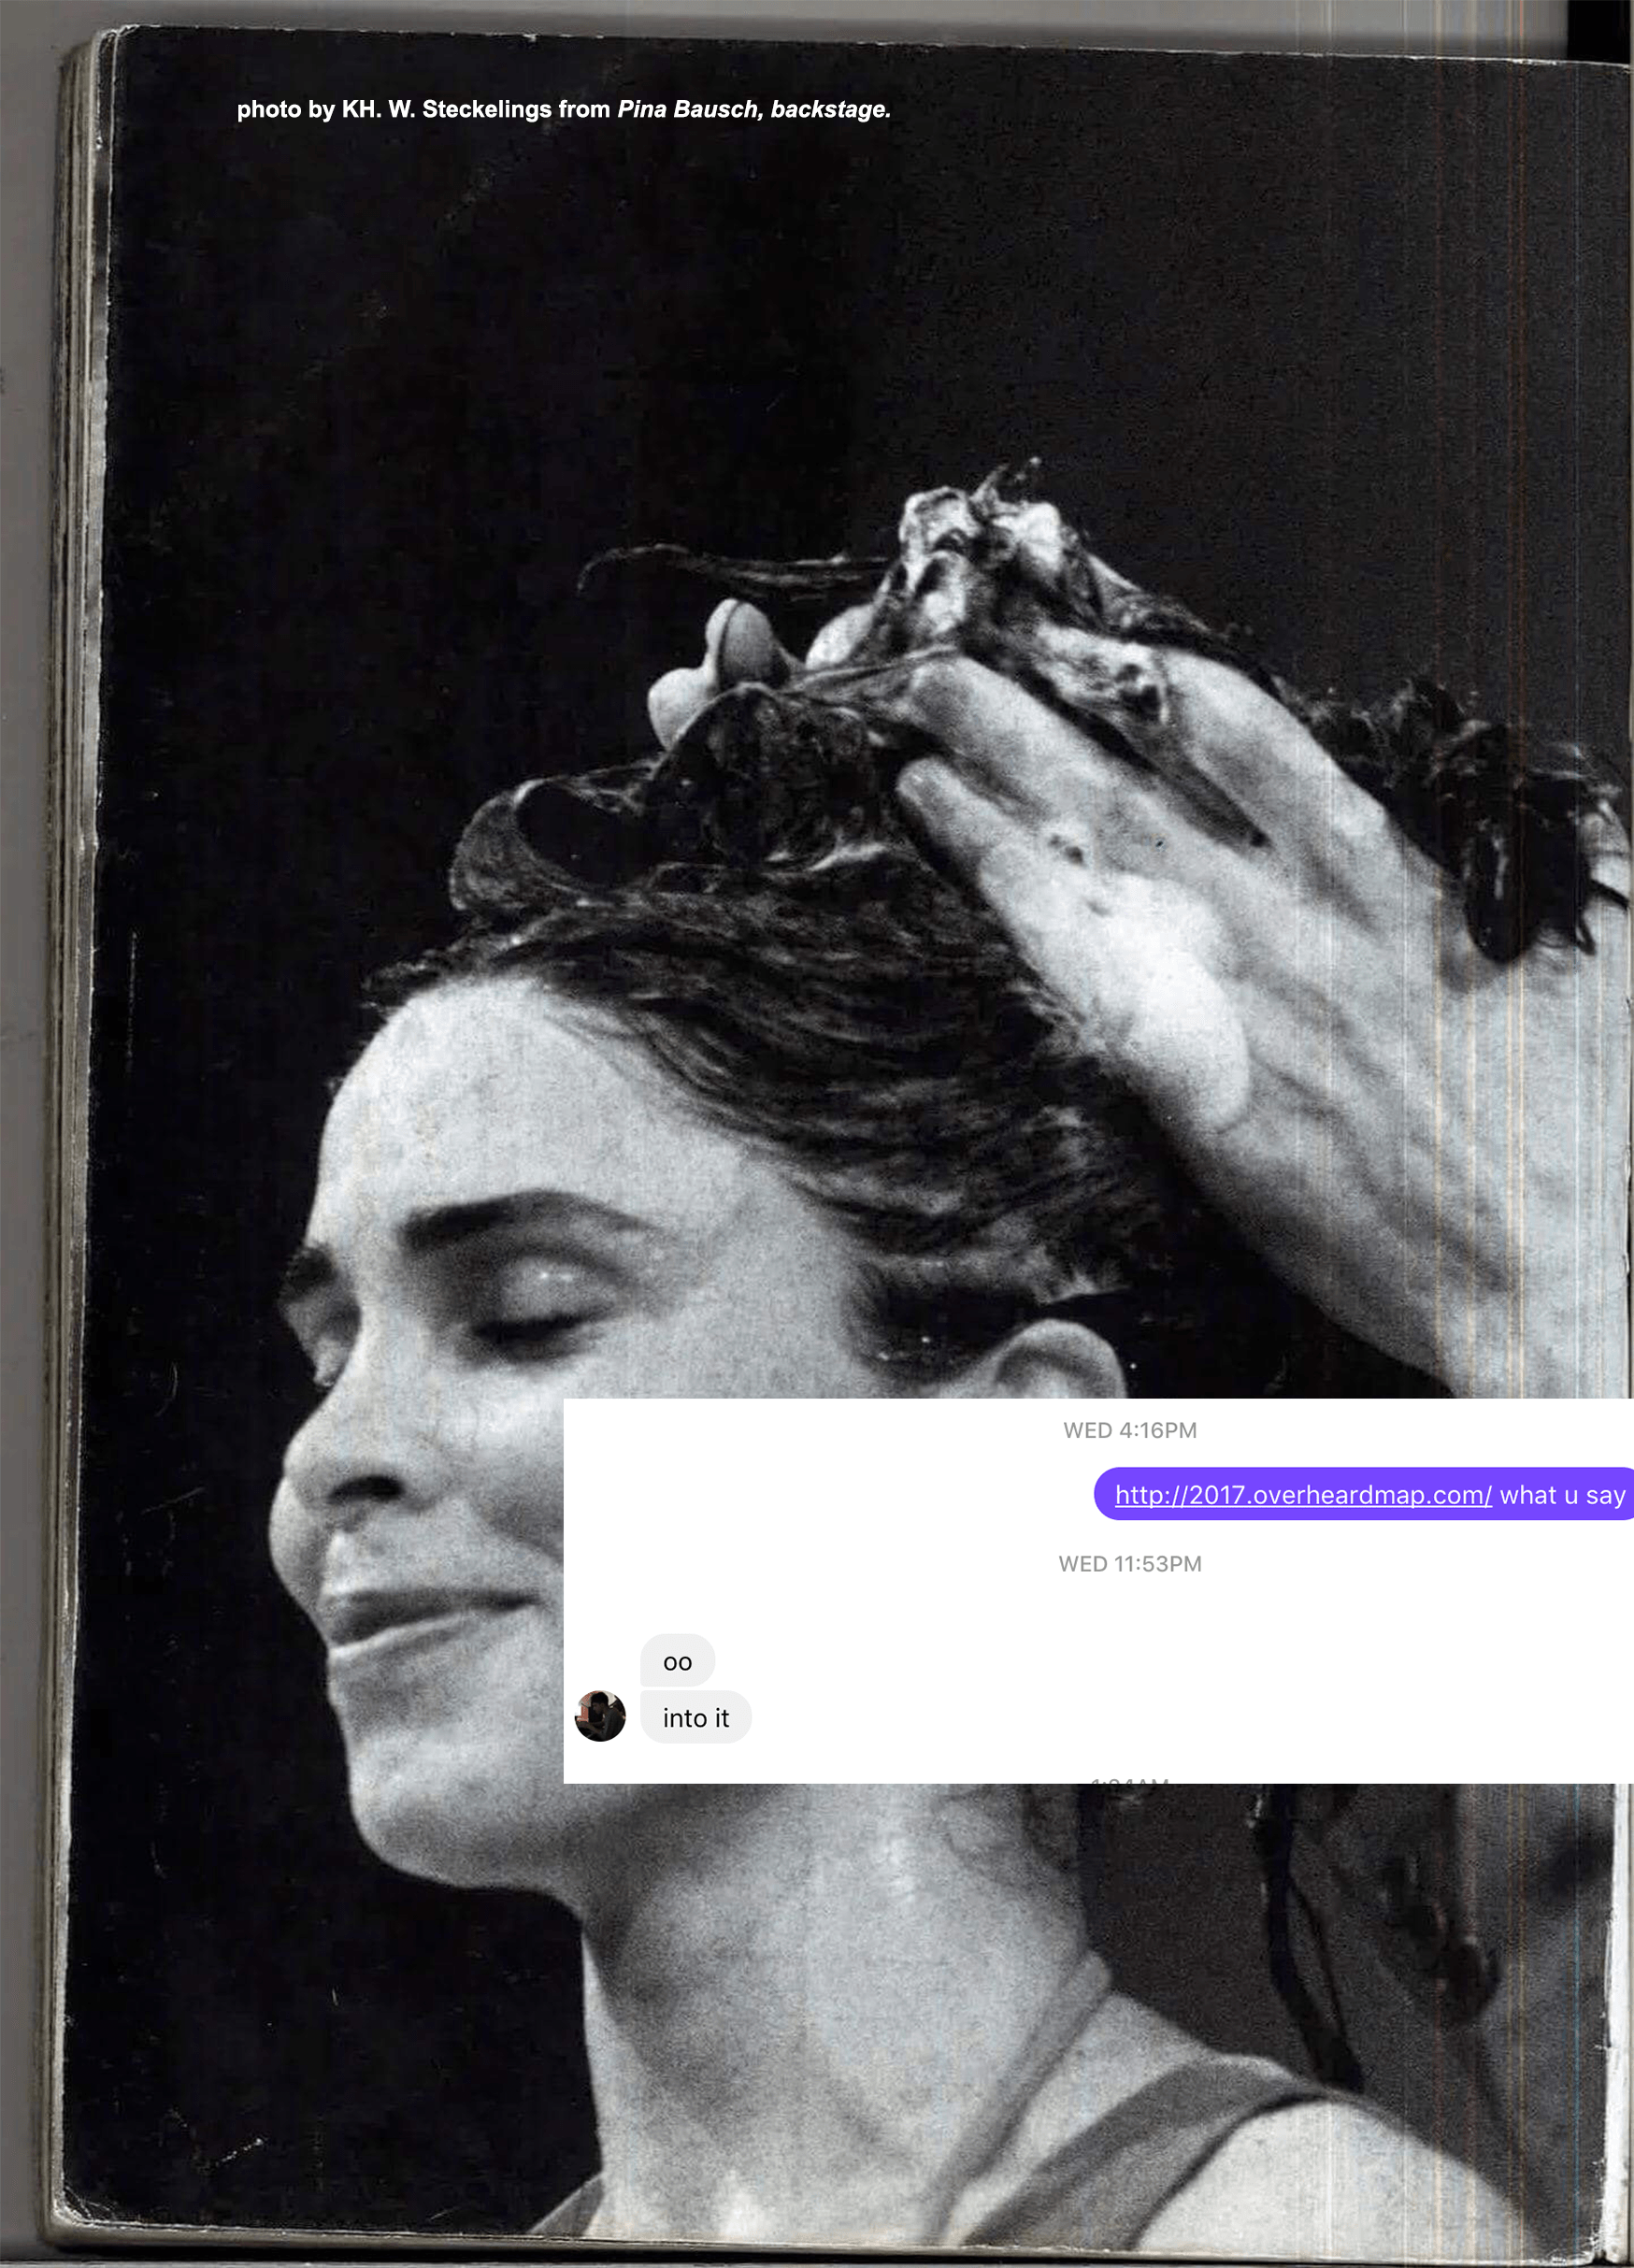 photo by KH. W. Steckelings from Pina Bausch, backstage.
WED 4:16PM
http://2017.overheardmap.com/ what u say
WED 11:53PM
oo
into it